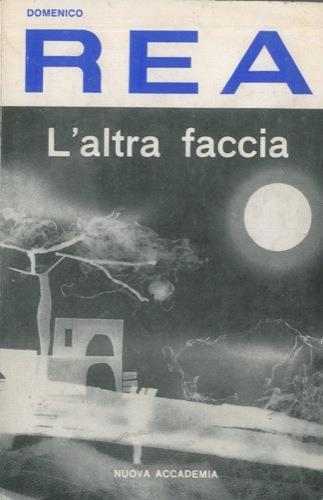 DOMENICO
REA
L'altra faccia
NUOVA ACCADEMIA